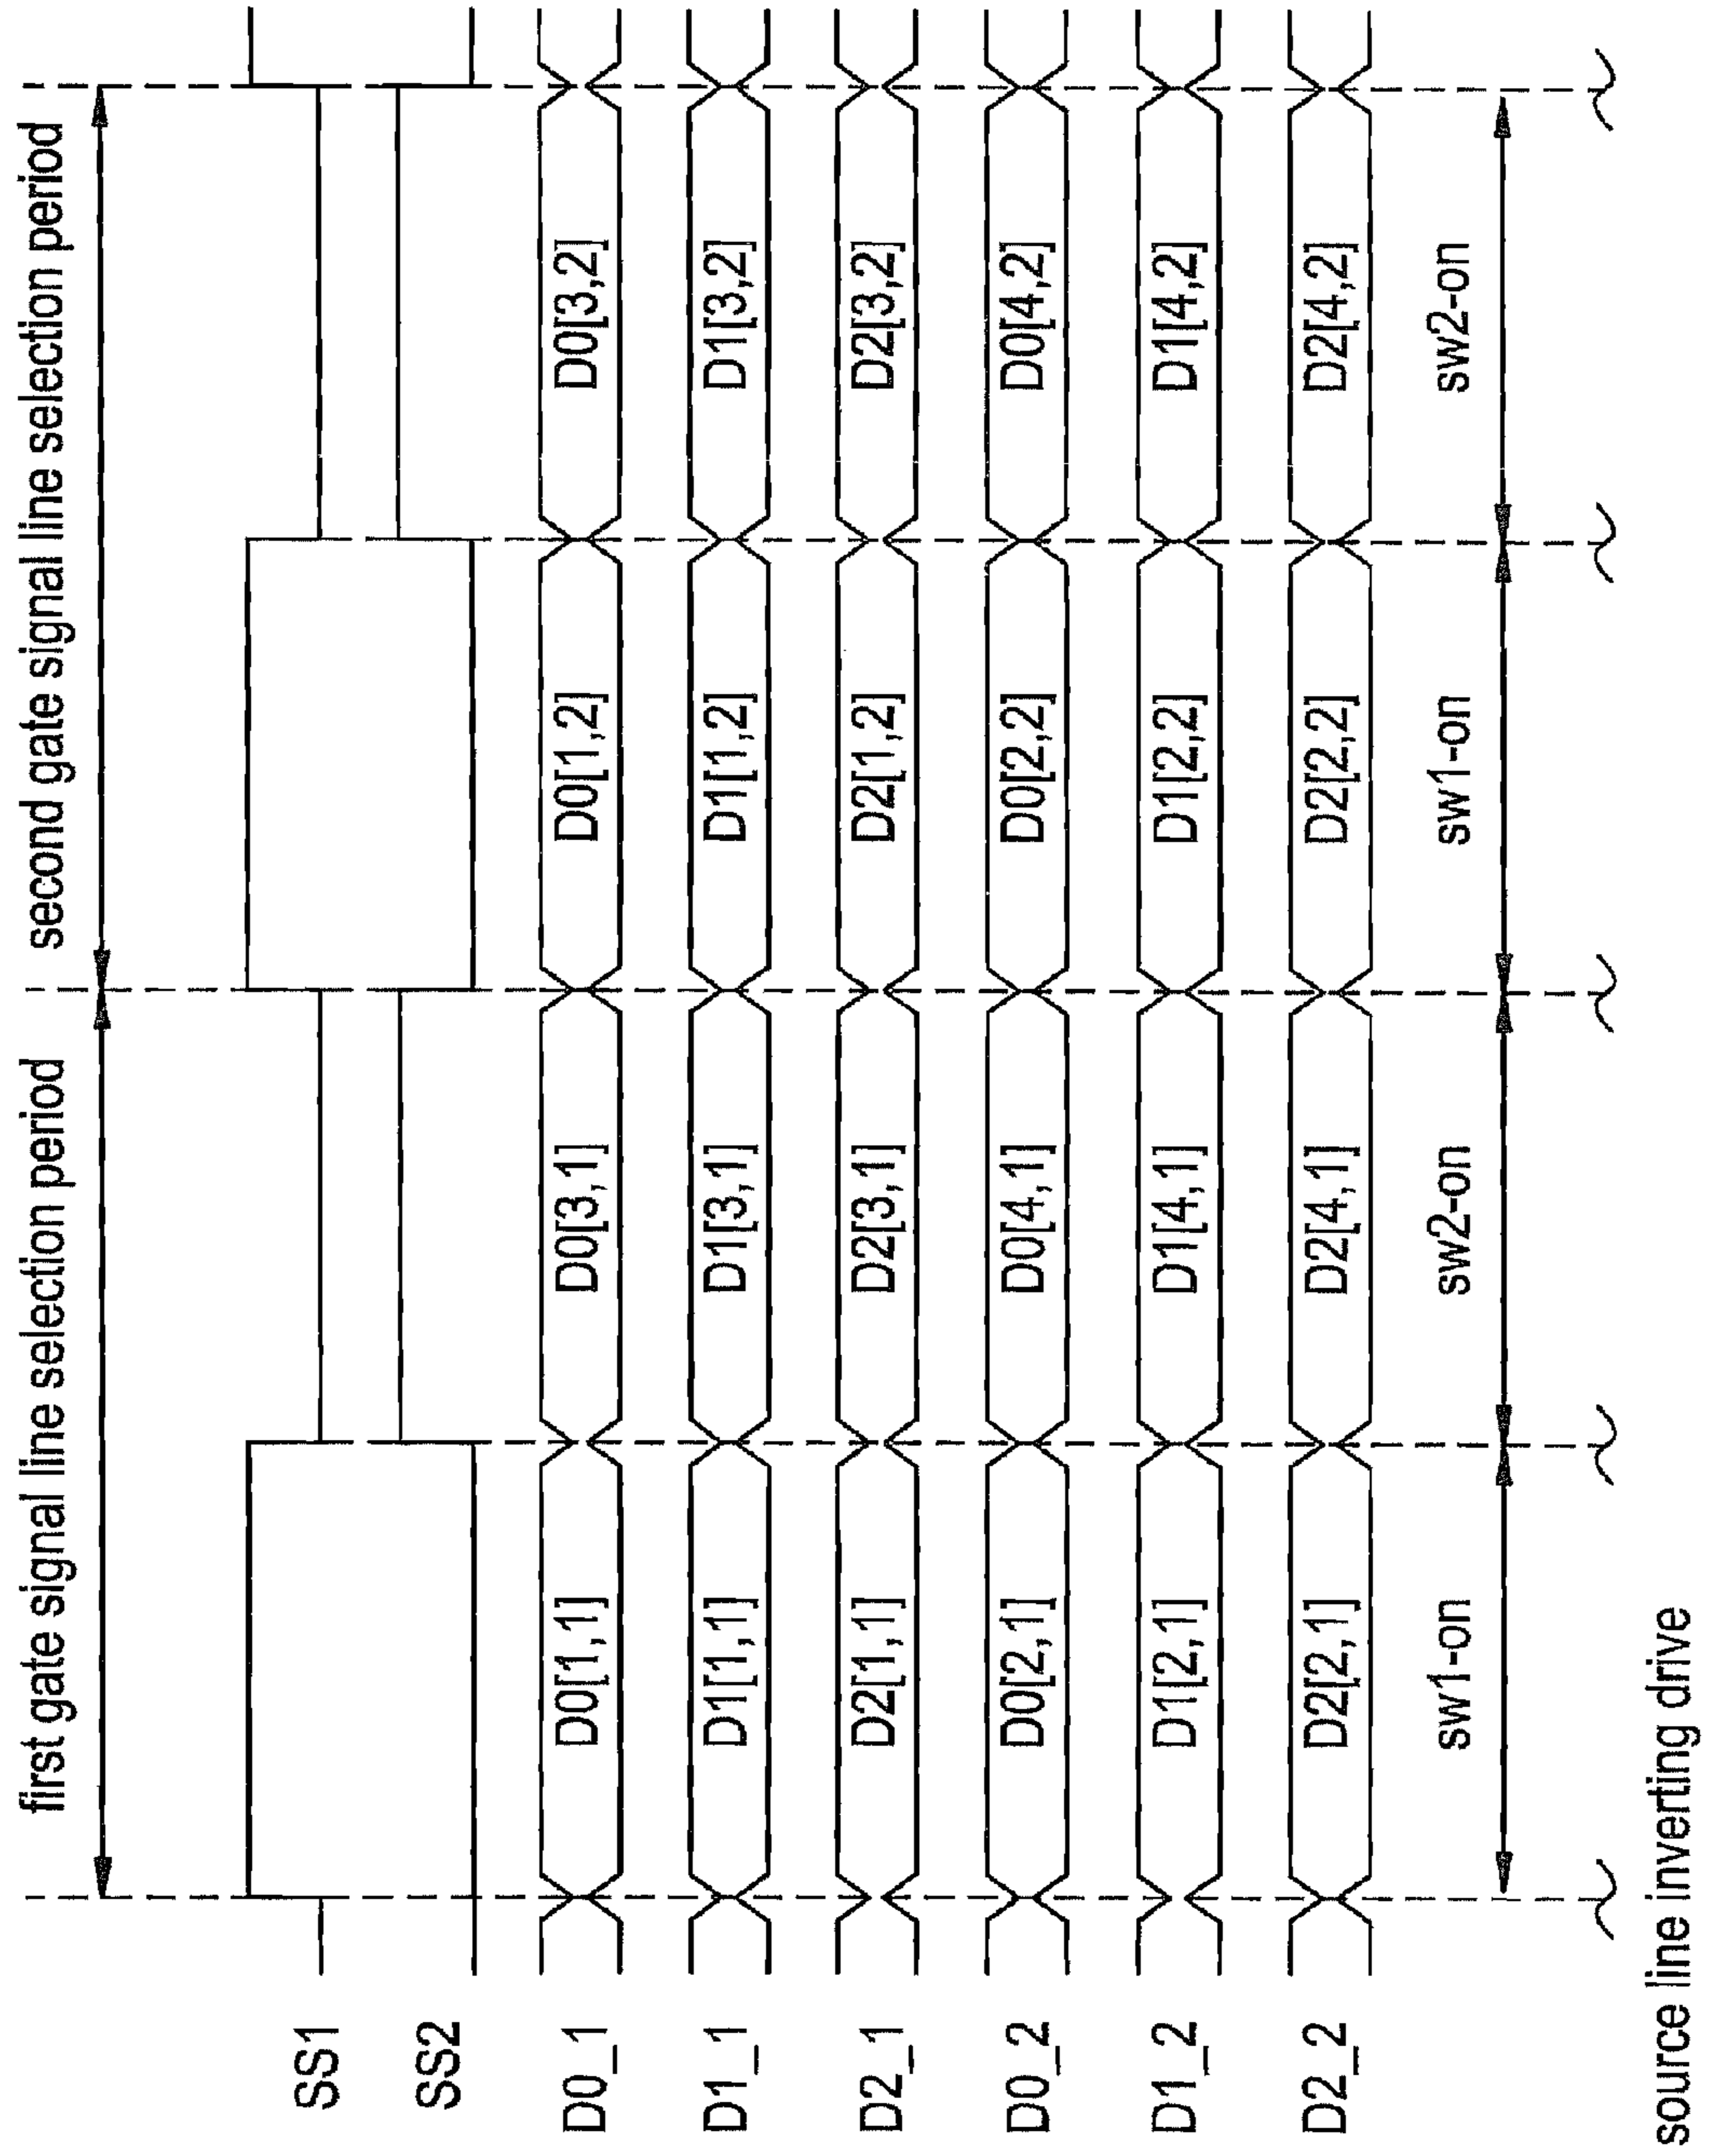 first gate signal line selection period
second gate signal line selection period
SS1
SS2
D0_1 D0[1,1] D0[3,1] D0[1,2] D0[3,2]
D1_1 D1[1,1] D1[3,1] D1[1,2] D1[3,2]
D2_1 D2[1,1] D2[3,1] D2[1,2] D2[3,2]
D0_2 D0[2,1] D0[4,1] D0[2,2] D0[4,2]
D1_2 D1[2,1] D1[4,1] D1[2,2] D1[4,2]
D2_2 D2[2,1] D2[4,1] D2[2,2] D2[4,2]
sw1-on sw2-on sw1-on sw2-on
source line inverting drive